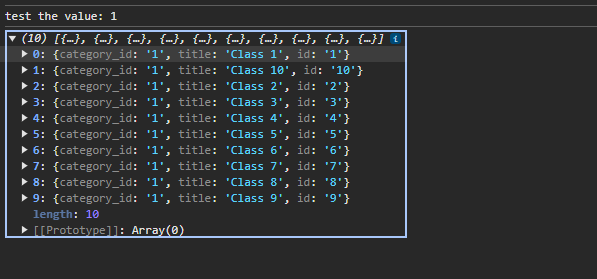 test the value: 1
(10) [{…}, {…}, {…}, {…}, {…}, {…}, {…}, {…}, {…}, {…}] i
0: {category_id: '1', title: 'Class 1', id: '1'}
1: {category_id: '1', title: 'Class 10', id: '10'}
2: {category_id: '1', title: 'Class 2', id: '2'}
3: {category_id: '1', title: 'Class 3', id: '3'}
4: {category_id: '1', title: 'Class 4', id: '4'}
5: {category_id: '1', title: 'Class 5', id: '5'}
6: {category_id: '1', title: 'Class 6', id: '6'}
7: {category_id: '1', title: 'Class 7', id: '7'}
8: {category_id: '1', title: 'Class 8', id: '8'}
9: {category_id: '1', title: 'Class 9', id: '9'}
length: 10
[[Prototype]]: Array(0)